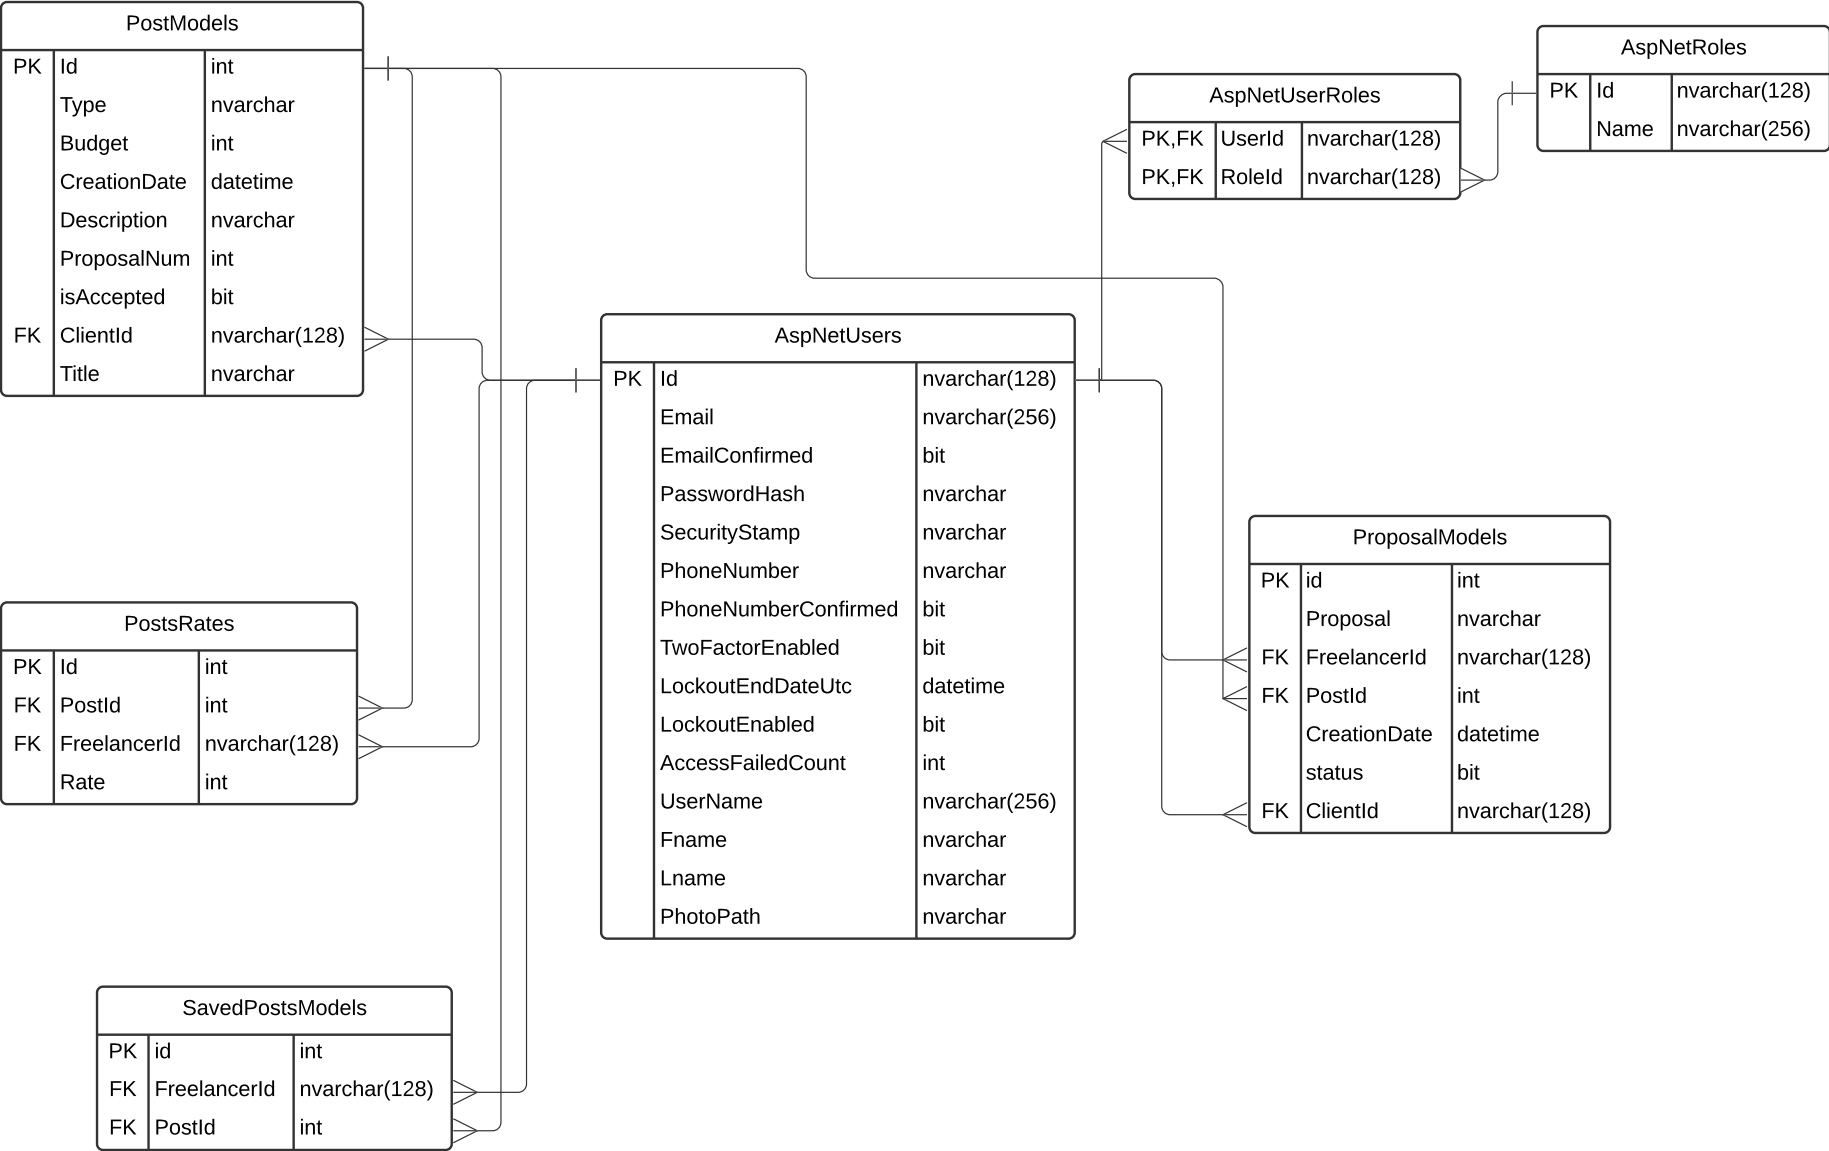 PostModels
PK Id int
Type nvarchar
Budget int
CreationDate datetime
Description nvarchar
ProposalNum int
isAccepted bit
FK ClientId nvarchar(128)
Title nvarchar
AspNetUserRoles
PK,FK UserId nvarchar(128)
PK,FK RoleId nvarchar(128)
AspNetRoles
PK Id nvarchar(128)
Name nvarchar(256)
AspNetUsers
PK Id nvarchar(128)
Email nvarchar(256)
EmailConfirmed bit
PasswordHash nvarchar
SecurityStamp nvarchar
PhoneNumber nvarchar
PhoneNumberConfirmed bit
TwoFactorEnabled bit
LockoutEndDateUtc datetime
LockoutEnabled bit
AccessFailedCount int
UserName nvarchar(256)
Fname nvarchar
Lname nvarchar
PhotoPath nvarchar
ProposalModels
PK id int
Proposal nvarchar
FK FreelancerId nvarchar(128)
FK PostId int
CreationDate datetime
status bit
FK ClientId nvarchar(128)
PostsRates
PK Id int
FK PostId int
FK FreelancerId nvarchar(128)
Rate int
SavedPostsModels
PK id int
FK FreelancerId nvarchar(128)
FK PostId int